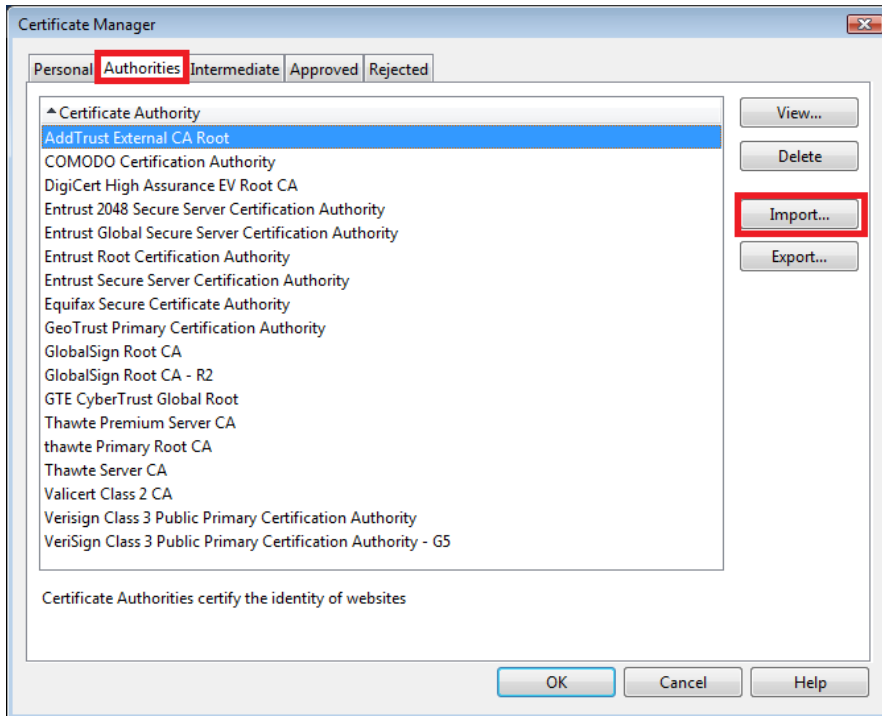 Certificate Manager
Personal Authorities Intermediate Approved Rejected
Certificate Authority
View...
AddTrust External CA Root
COMODO Certification Authority
Delete
DigiCert High Assurance EV Root CA
Entrust 2048 Secure Server Certification Authority
Import...
Entrust Global Secure Server Certification Authority
Entrust Root Certification Authority
Export...
Entrust Secure Server Certification Authority
Equifax Secure Certificate Authority
GeoTrust Primary Certification Authority
GlobalSign Root CA
GlobalSign Root CA - R2
GTE CyberTrust Global Root
Thawte Premium Server CA
thawte Primary Root CA
Thawte Server CA
Valicert Class 2 CA
Verisign Class 3 Public Primary Certification Authority
VeriSign Class 3 Public Primary Certification Authority - G5
Certificate Authorities certify the identity of websites
OK Cancel Help